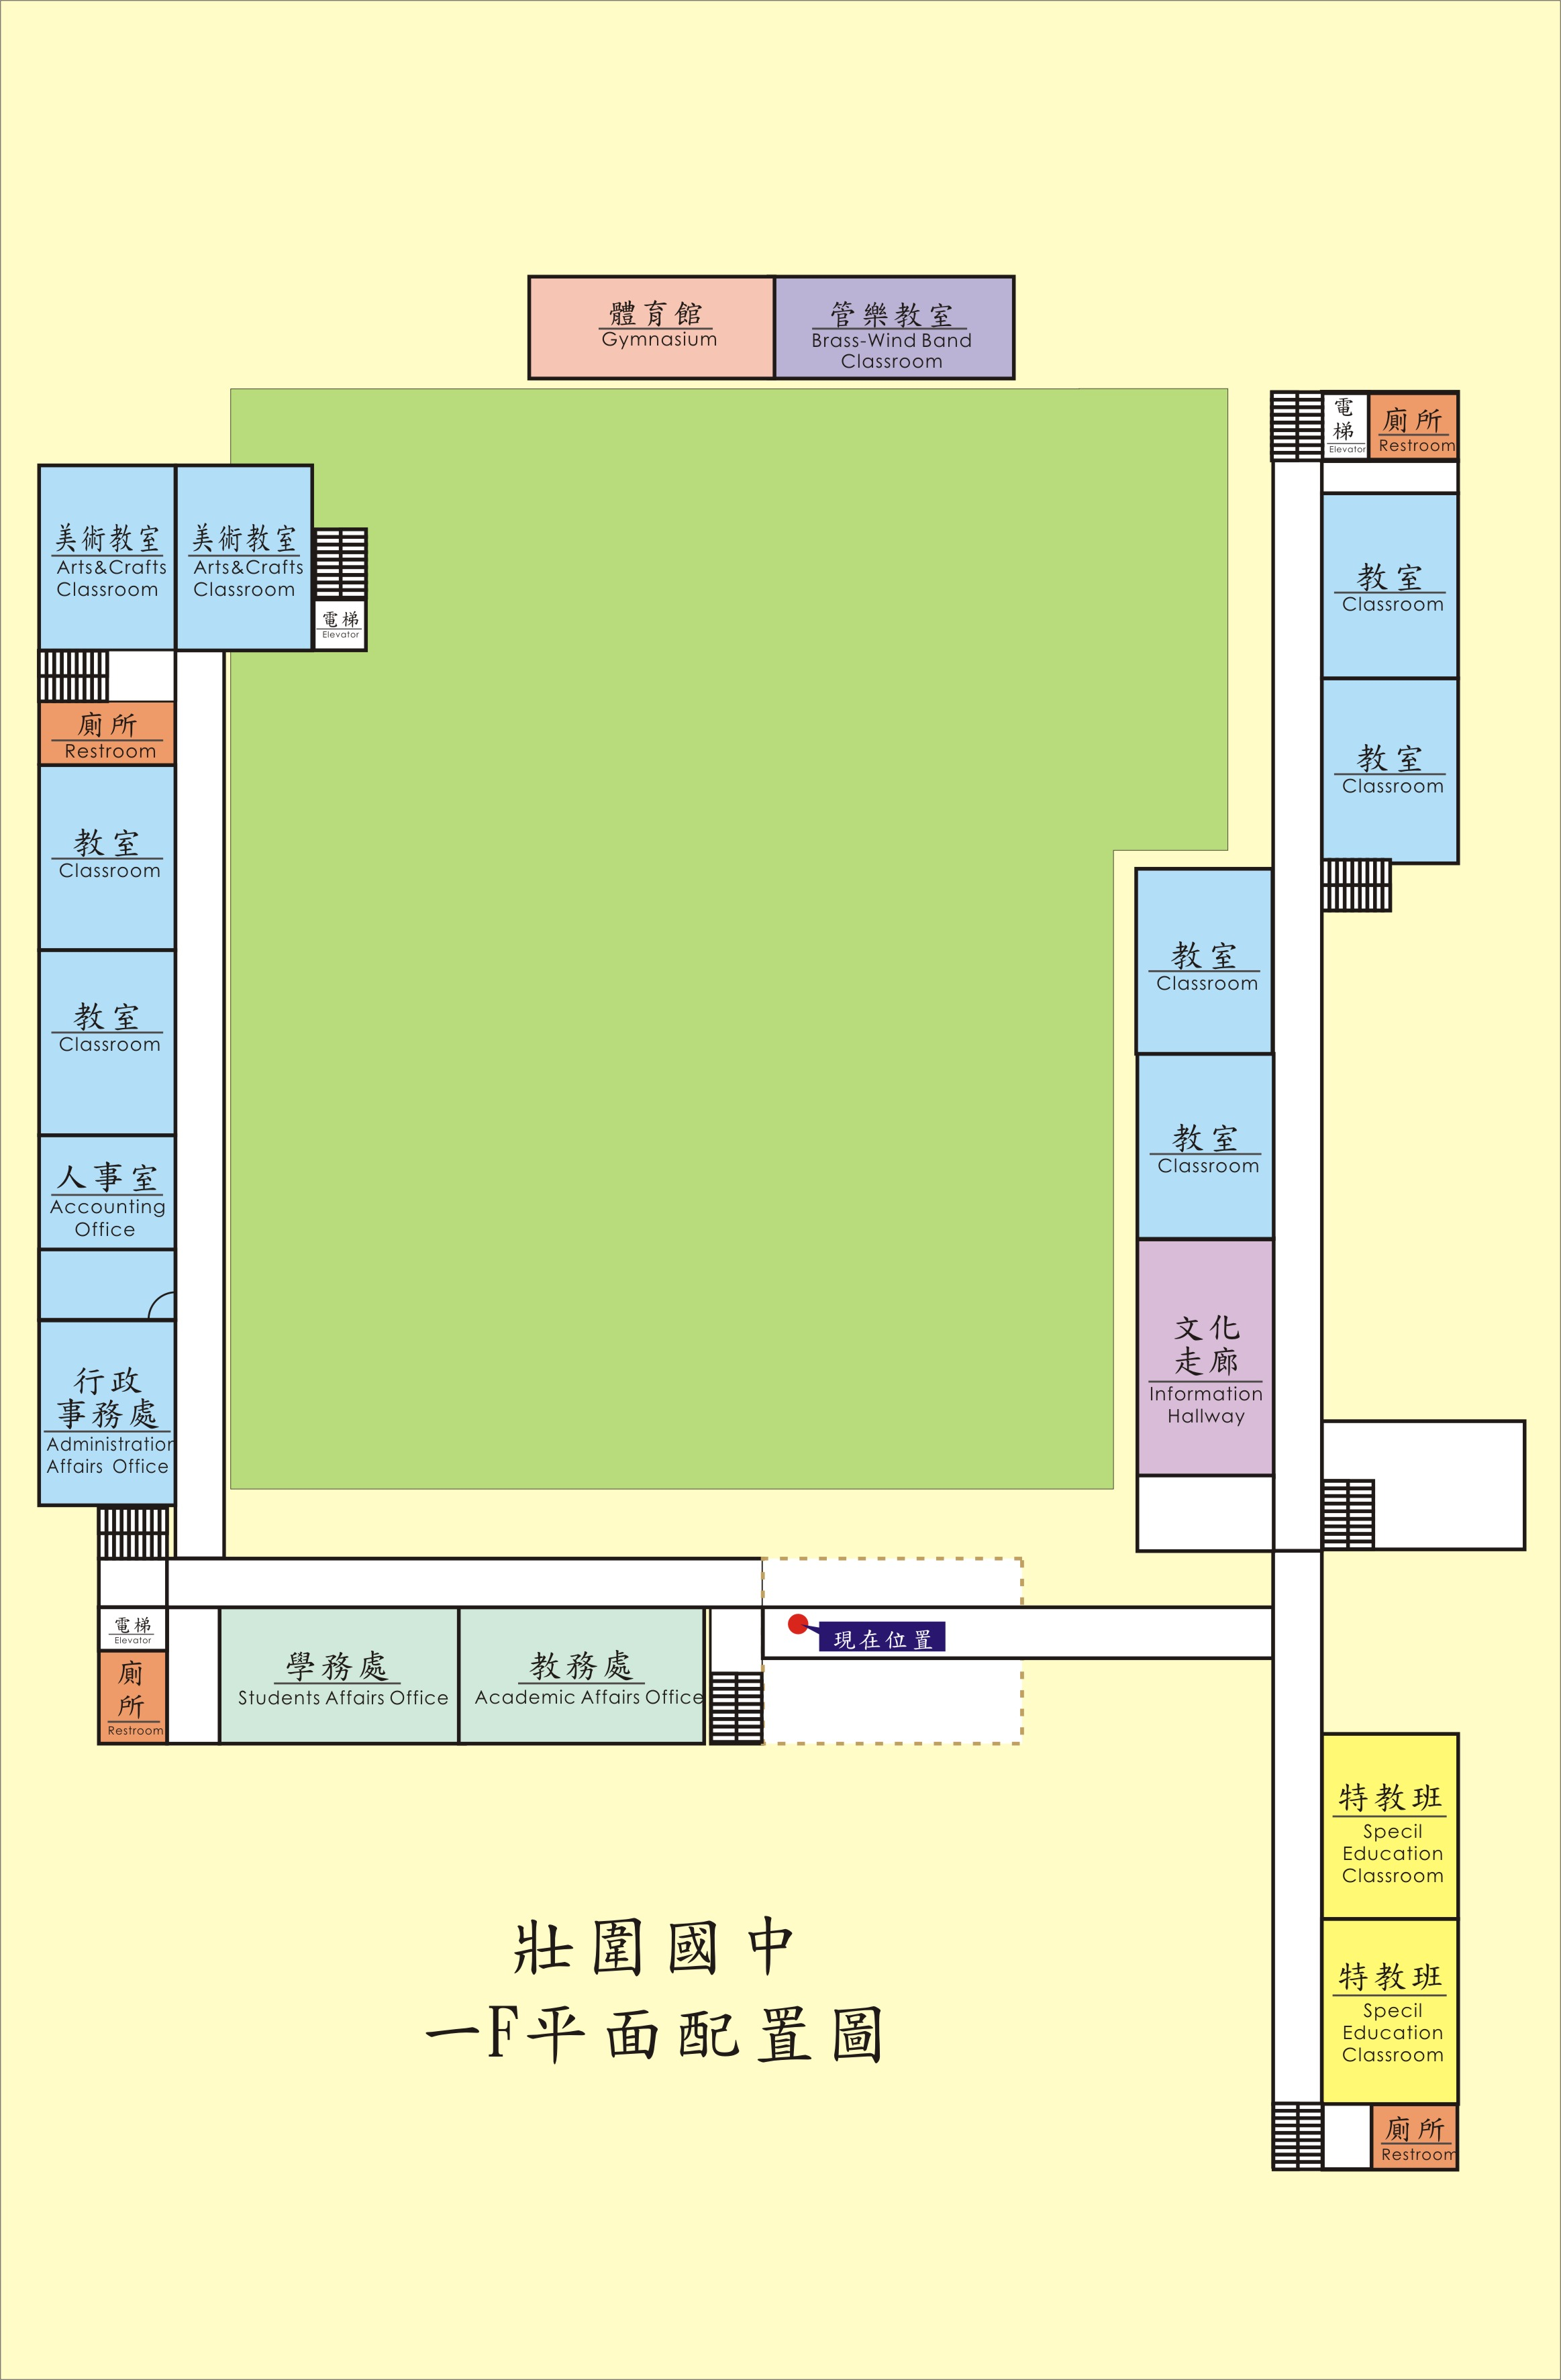 體育館
Gymnasium
管樂教室
Brass-Wind Band
Classroom
電
梯
Elevator
廁所
Restroom
美術教室
Arts&Crafts
Classroom
美術教室
Arts&Crafts
Classroom
電梯
Elevator
教室
Classroom
廁所
Restroom
教室
Classroom
教室
Classroom
教室
Classroom
教室
Classroom
教室
Classroom
人事室
Accounting
Office
文化
走廊
Information
Hallway
行政
事務處
Administration
Affairs Office
電梯
Elevator
廁
所
Restroom
學務處
Students Affairs Office
教務處
Academic Affairs Office
現在位置
特教班
Specil
Education
Classroom
特教班
Specil
Education
Classroom
廁所
Restroom
壯圍國中
一F平面配置圖